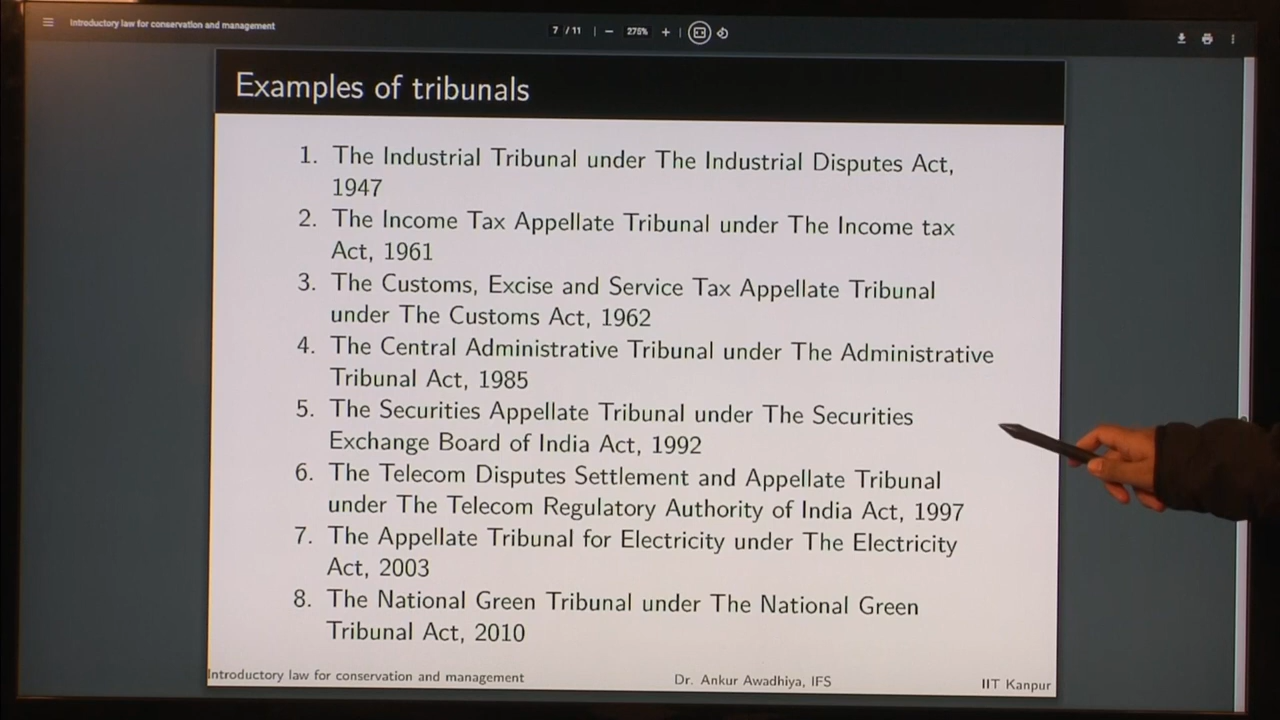 Introductory law for conservation and management
7 / 11 | − 275% + |
Examples of tribunals
1. The Industrial Tribunal under The Industrial Disputes Act,
1947
2. The Income Tax Appellate Tribunal under The Income tax
Act, 1961
3. The Customs, Excise and Service Tax Appellate Tribunal
under The Customs Act, 1962
4. The Central Administrative Tribunal under The Administrative
Tribunal Act, 1985
5. The Securities Appellate Tribunal under The Securities
Exchange Board of India Act, 1992
6. The Telecom Disputes Settlement and Appellate Tribunal
under The Telecom Regulatory Authority of India Act, 1997
7. The Appellate Tribunal for Electricity under The Electricity
Act, 2003
8. The National Green Tribunal under The National Green
Tribunal Act, 2010
Introductory law for conservation and management Dr. Ankur Awadhiya, IFS IIT Kanpur